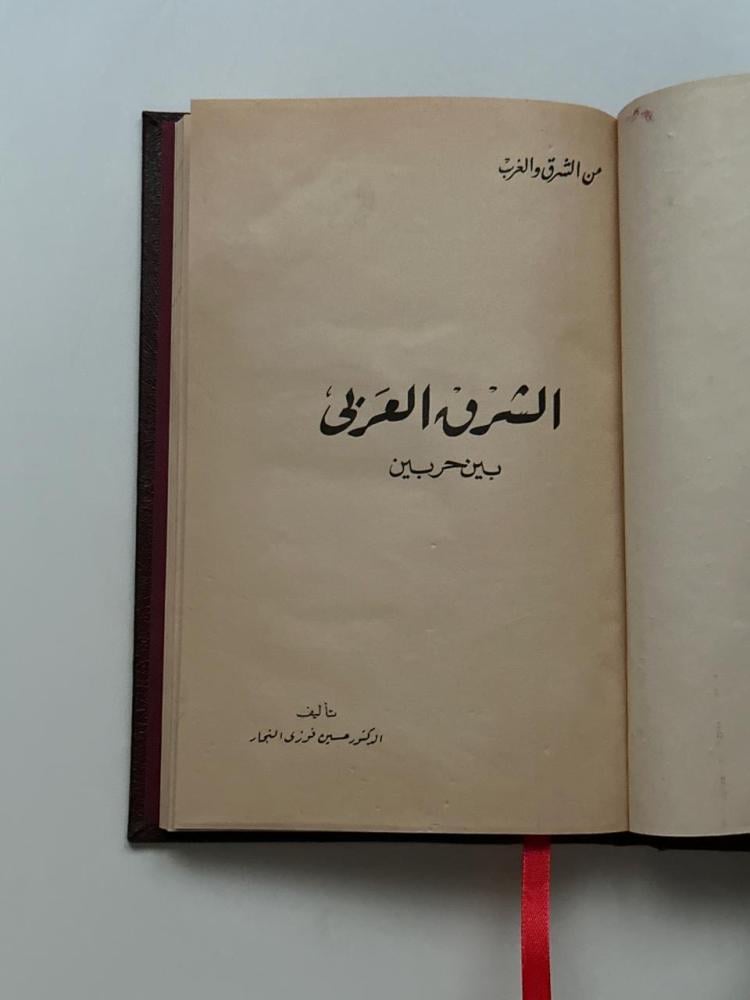 من الشرق والغرب
الشرق العربى
بين حربين
تأليف
الدكتور حسين فوزى النجار